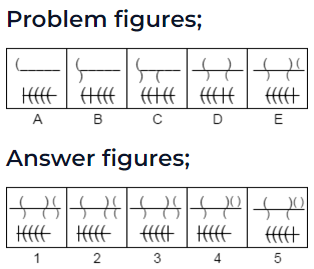 Problem figures;
A B C D E
Answer figures;
1 2 3 4 5